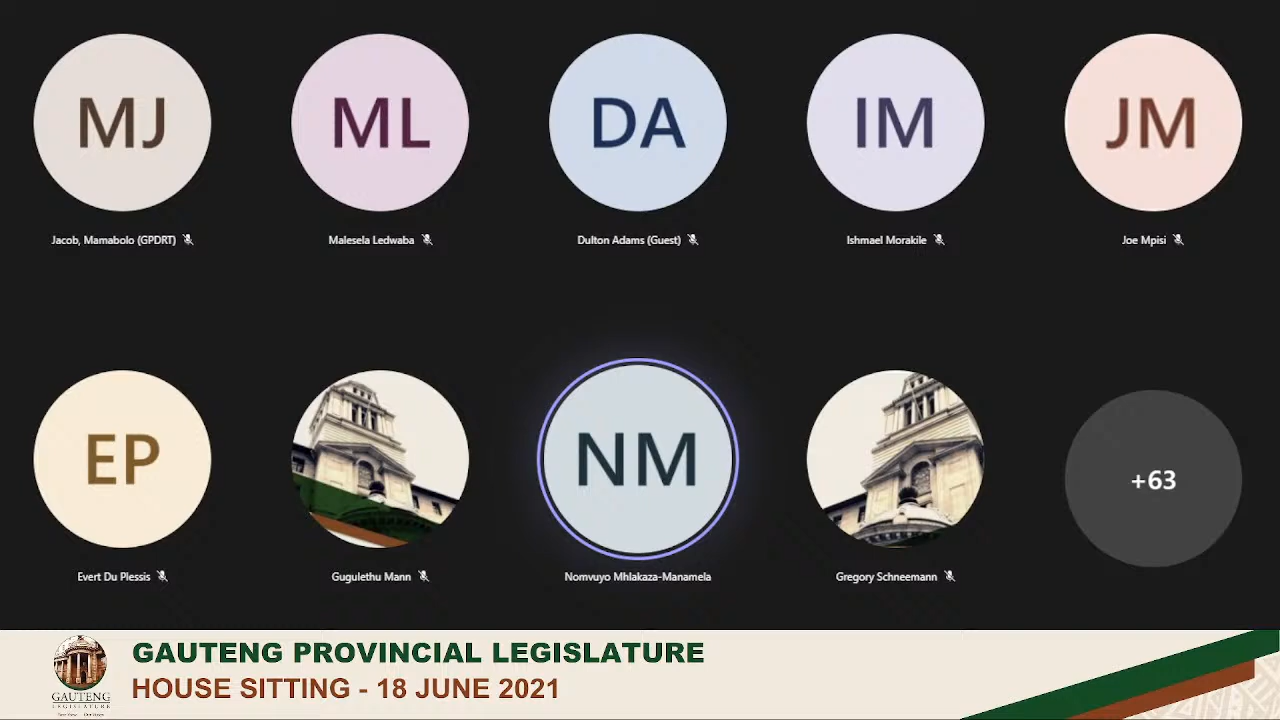 MJ
ML
DA
IM
JM
Jacob, Mamabolo (GPDRT)
Malesela Ledwaba
Dulton Adams (Guest)
Ishmael Morakile
Joe Mpisi
EP
NM
+63
Evert Du Plessis
Gugulethu Mann
Nomvuyo Mhlakaza-Manamela
Gregory Schneemann
GAUTENG PROVINCIAL LEGISLATURE
HOUSE SITTING - 18 JUNE 2021
GAUTENG
LEGISLATURE